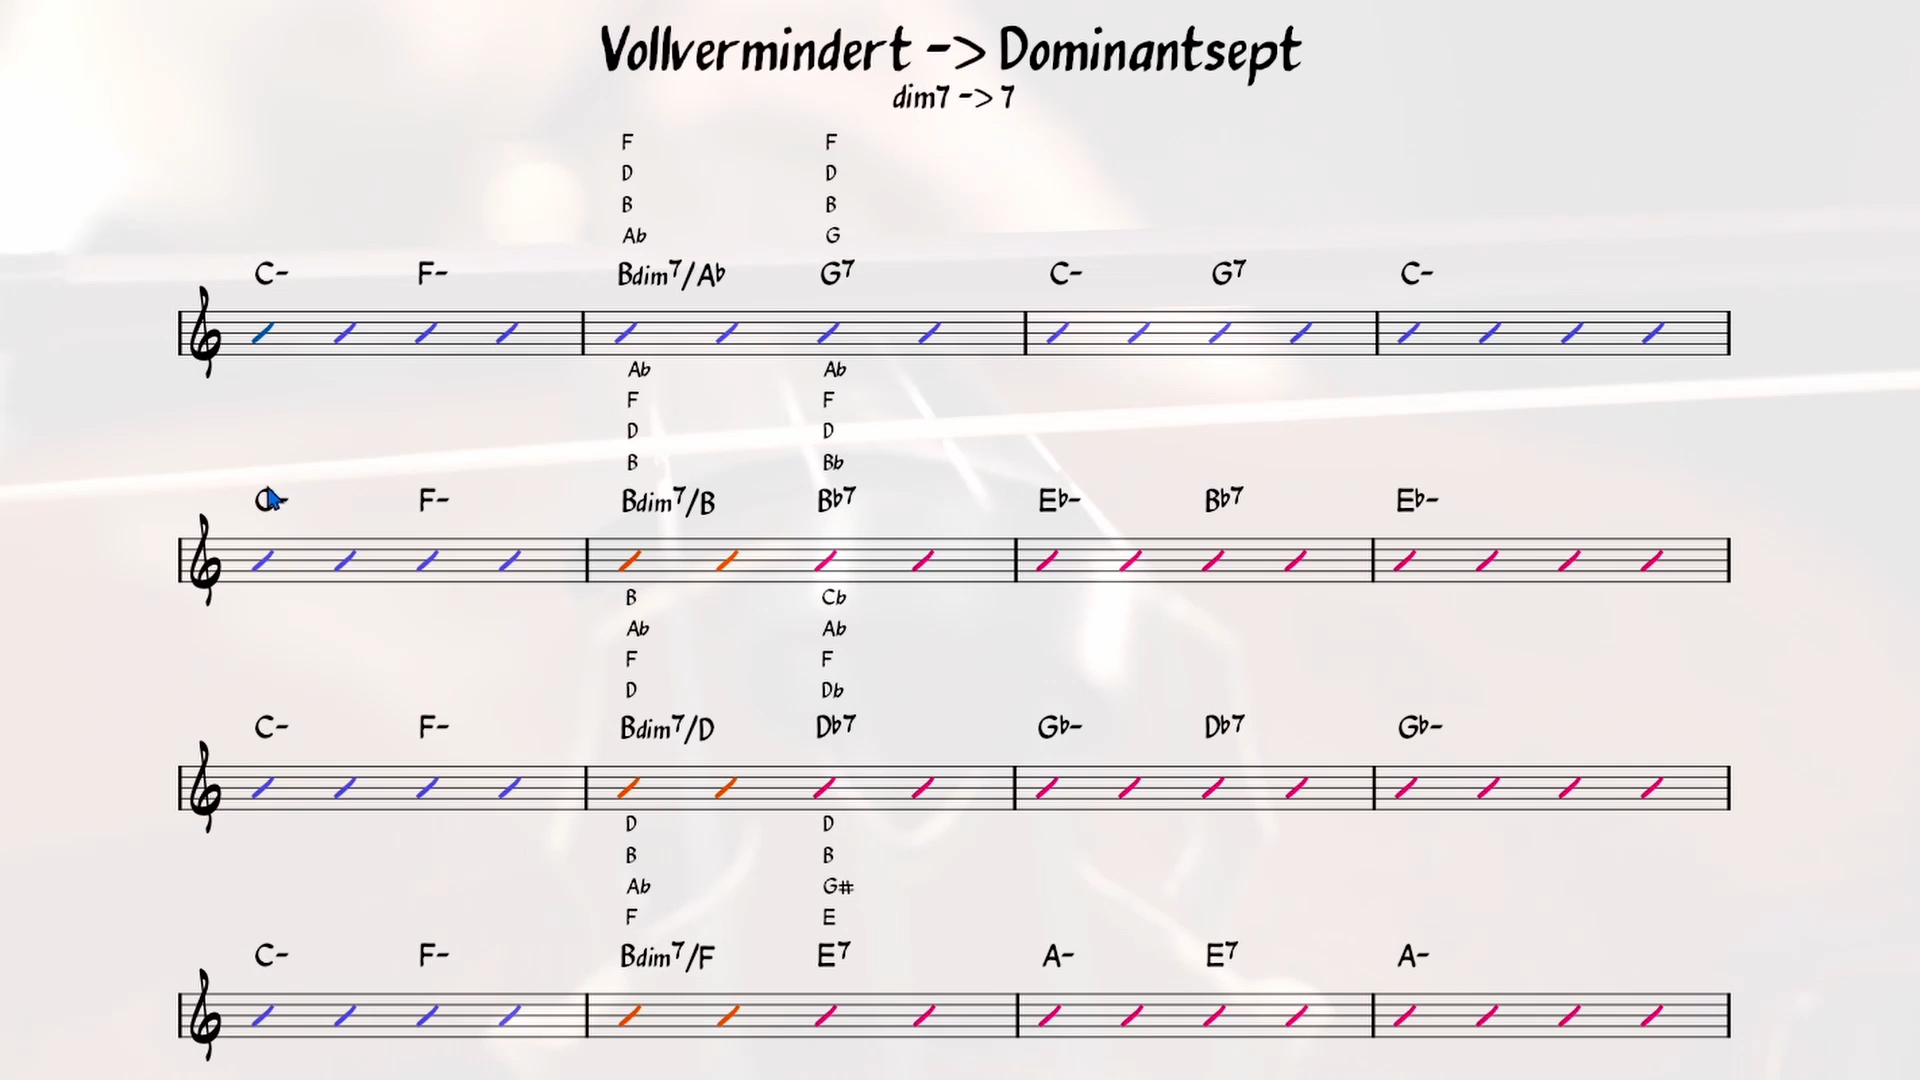 Vollvermindert -> Dominantsept
dim7 -> 7
F F
D D
B B
Ab G
C- F- Bdim7/Ab G7 C- G7 C-
Ab Ab
F F
D D
B Bb
C- F- Bdim7/B Bb7 Eb- Bb7 Eb-
B Cb
Ab Ab
F F
D Db
C- F- Bdim7/D Db7 Gb- Db7 Gb-
D D
B B
Ab G#
F E
C- F- Bdim7/F E7 A- E7 A-